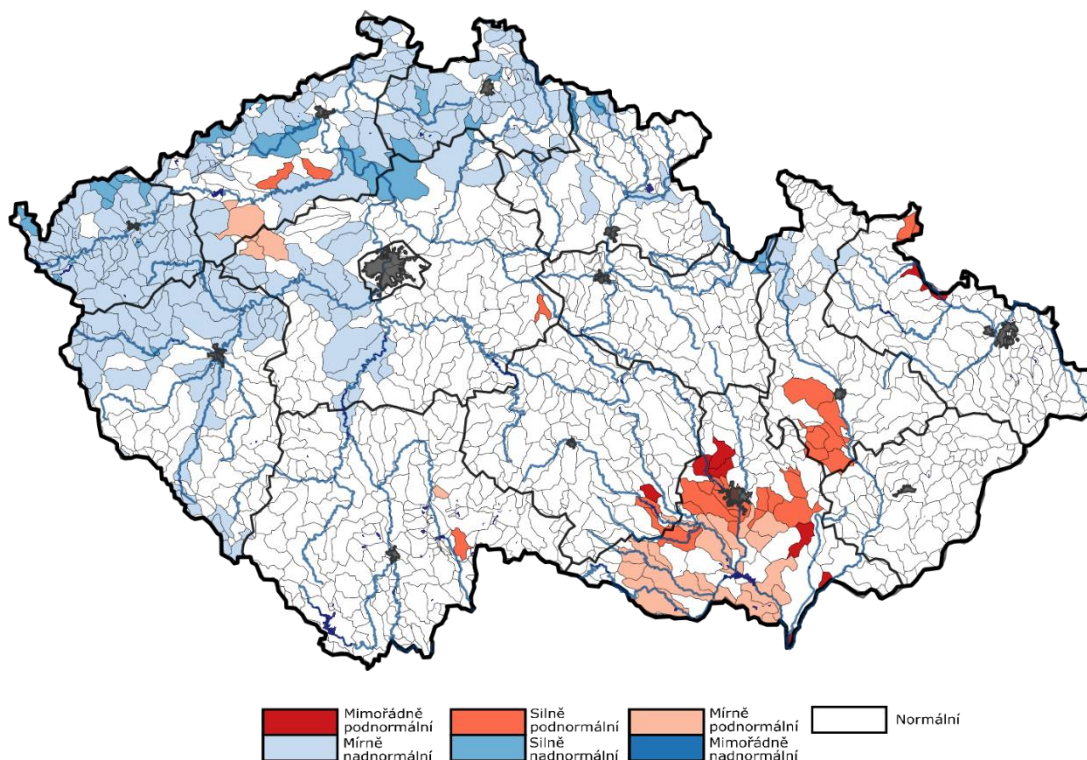 Mimořádně
podnormální
Silně
podnormální
Mírně
podnormální
Normální
Mírně
nadnormální
Silně
nadnormální
Mimořádně
nadnormální